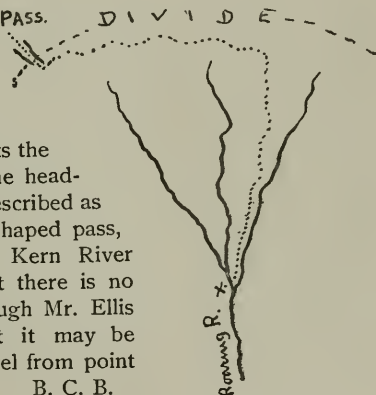 PASS.
DIVIDE
ts the
e head-
escribed as
haped pass,
Kern River
t there is no
ugh Mr. Ellis
t it may be
el from point
B. C. B.
Roaring R. X